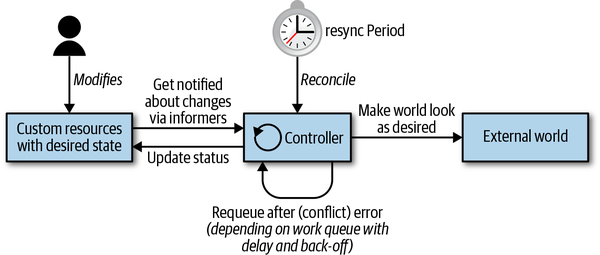 resync Period
Modifies
Reconcile
Get notified
about changes
via informers
Custom resources
with desired state
Update status
Controller
Make world look
as desired
External world
Requeue after (conflict) error
(depending on work queue with
delay and back-off)